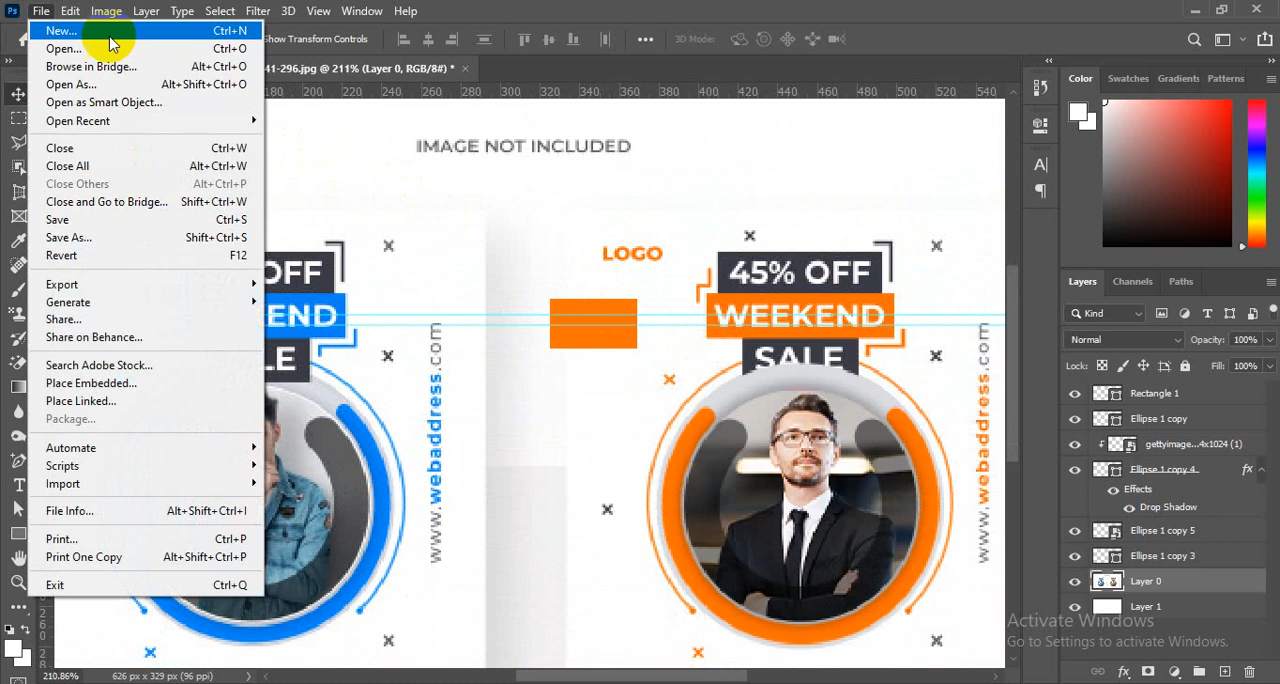 Ps File Edit Image Layer Type Select Filter 3D View Window Help
Show Transform Controls
3D Mode:
41-296.jpg @ 211% (Layer 0, RGB/8#) *
New... Ctrl+N
Open... Ctrl+O
Browse in Bridge... Alt+Ctrl+O
Open As... Alt+Shift+Ctrl+O
Open as Smart Object...
Open Recent
Close Ctrl+W
Close All Alt+Ctrl+W
Close Others Alt+Ctrl+P
Close and Go to Bridge... Shift+Ctrl+W
Save Ctrl+S
Save As... Shift+Ctrl+S
Revert F12
Export
Generate
Share...
Share on Behance...
Search Adobe Stock...
Place Embedded...
Place Linked...
Package...
Automate
Scripts
Import
File Info... Alt+Shift+Ctrl+I
Print... Ctrl+P
Print One Copy Alt+Shift+Ctrl+P
Exit Ctrl+Q
180 200 220 240 260 280 300 320 340 360 380 400 420 440 460 480 500 520 540
IMAGE NOT INCLUDED
OFF
END
LE
www.webaddress.com
LOGO
45% OFF
WEEKEND
SALE
www.webaddress.com
Color Swatches Gradients Patterns
Layers Channels Paths
Kind
Normal Opacity: 100%
Lock: Fill: 100%
Rectangle 1
Ellipse 1 copy
gettyimage...4x1024 (1)
Ellipse 1 copy 4 fx
Effects
Drop Shadow
Ellipse 1 copy 5
Ellipse 1 copy 3
Layer 0
Layer 1
Activate Windows
Go to Settings to activate Windows.
210.86% 626 px x 329 px (96 ppi)